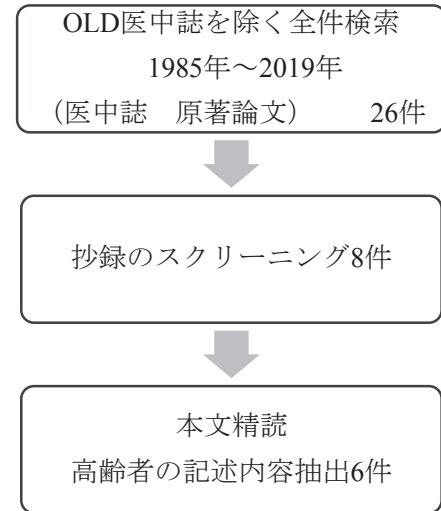 OLD医中誌を除く全件検索
1985年～2019年
（医中誌　原著論文）　　26件
抄録のスクリーニング8件
本文精読
高齢者の記述内容抽出6件